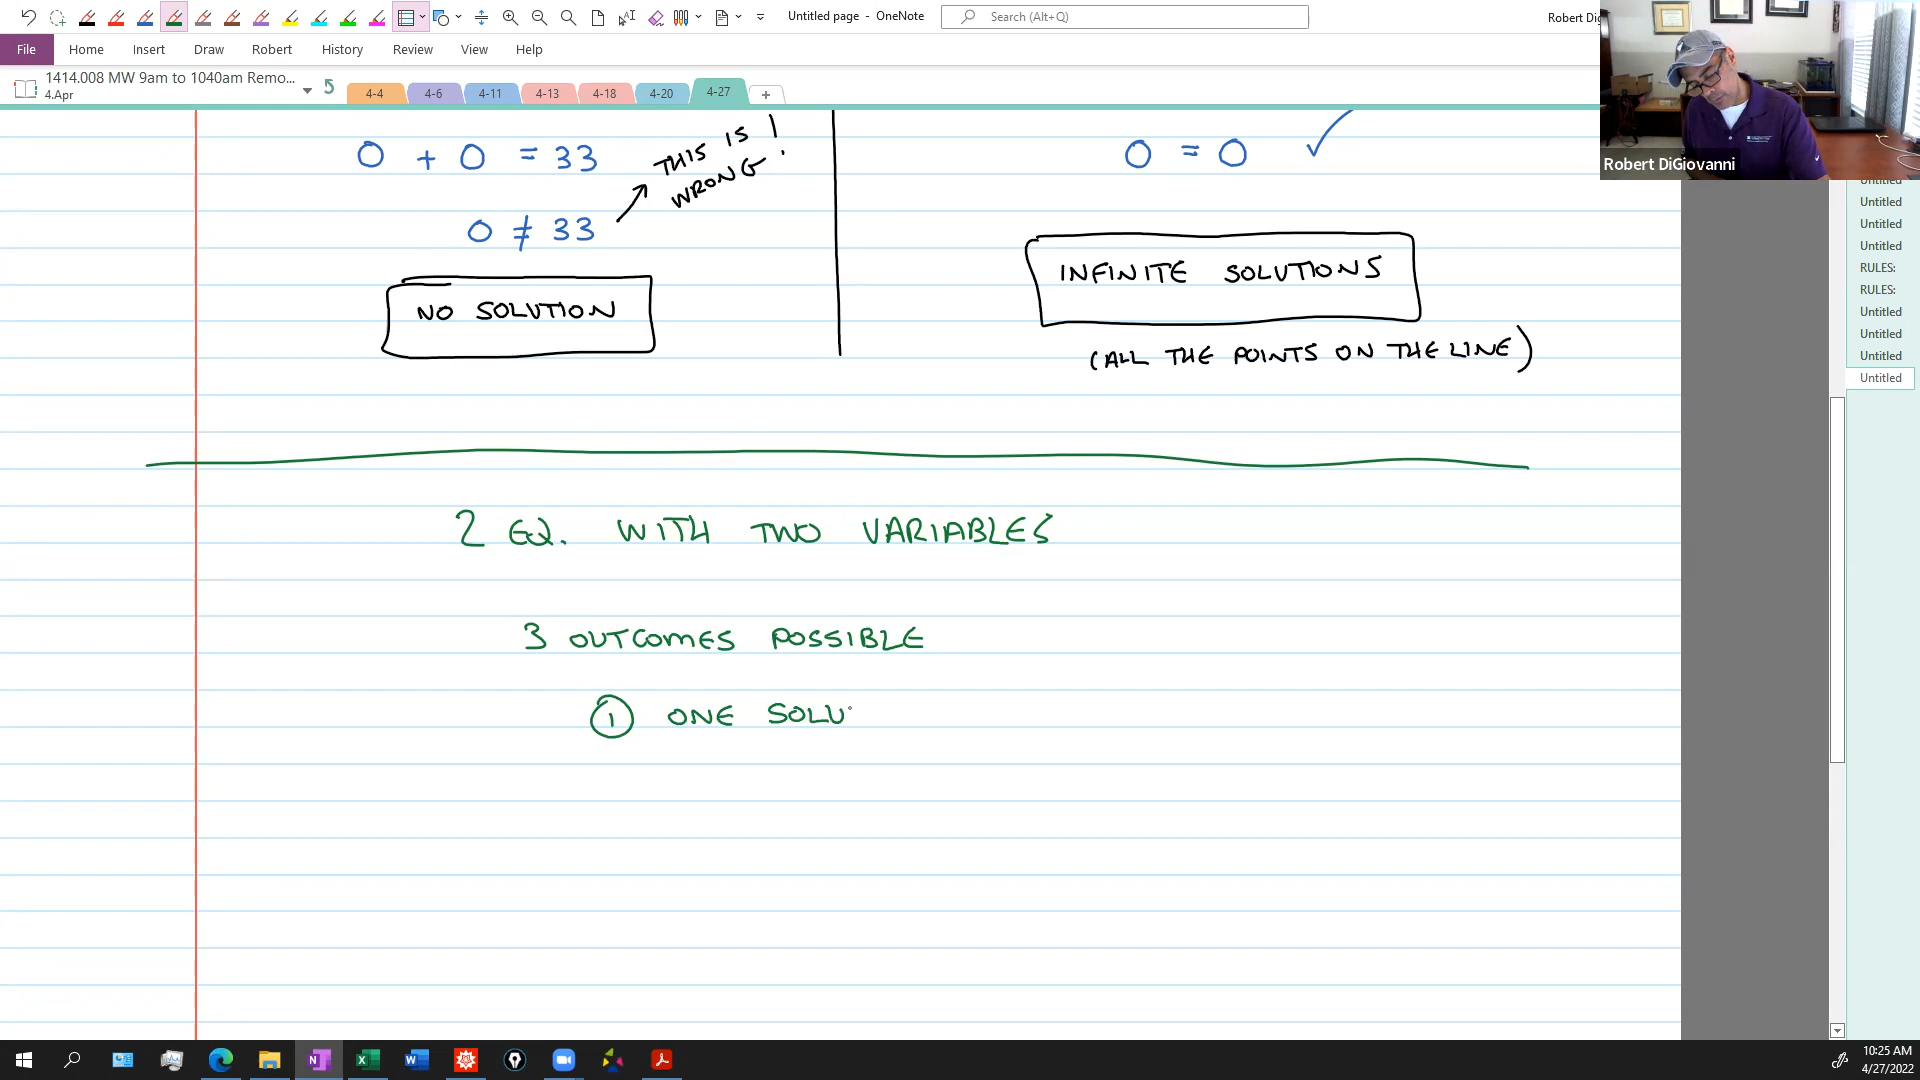 Untitled page - OneNote
Search (Alt+Q)
Robert Di
File Home Insert Draw Robert History Review View Help
1414.008 MW 9am to 1040am Remo...
4.Apr
4-4 4-6 4-11 4-13 4-18 4-20 4-27
Robert DiGiovanni
0 + 0 = 33
THIS IS !
WRONG
0 ≠ 33
NO SOLUTION
0 = 0 ✓
INFINITE SOLUTIONS
(ALL THE POINTS ON THE LINE)
2 EQ. WITH TWO VARIABLES
3 OUTCOMES POSSIBLE
① ONE SOLU
Untitled
Untitled
Untitled
Untitled
RULES:
RULES:
Untitled
Untitled
Untitled
Untitled
10:25 AM
4/27/2022